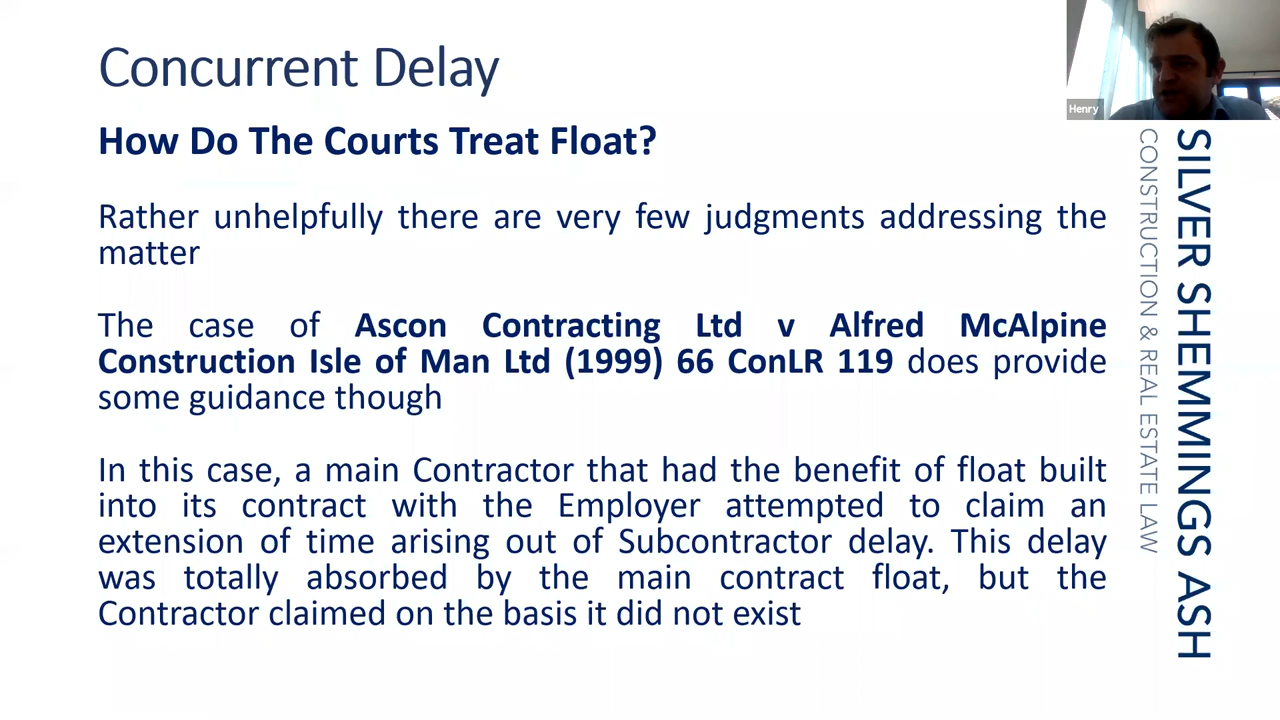 Concurrent Delay
Henry
How Do The Courts Treat Float?
Rather unhelpfully there are very few judgments addressing the
matter
The case of Ascon Contracting Ltd v Alfred McAlpine
Construction Isle of Man Ltd (1999) 66 ConLR 119 does provide
some guidance though
In this case, a main Contractor that had the benefit of float built
into its contract with the Employer attempted to claim an
extension of time arising out of Subcontractor delay. This delay
was totally absorbed by the main contract float, but the
Contractor claimed on the basis it did not exist
SILVER SHEMMINGS ASH
CONSTRUCTION & REAL ESTATE LAW